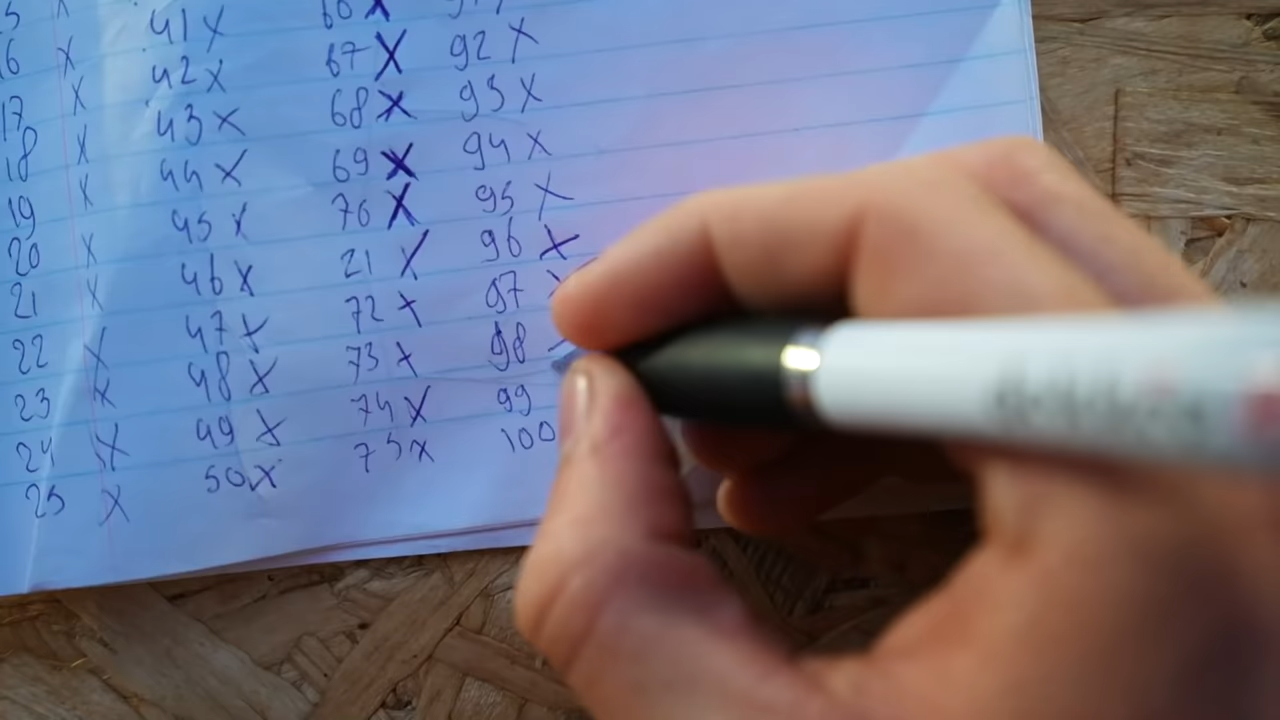 41 X
42 X
43 X
44 X
45 X
46 X
47 X
48 X
49 X
50 X
67 X
68 X
69 X
70 X
21 X
72 X
73 X
74 X
75 X
92 X
93 X
94 X
95 X
96 X
97
98
99
100
16 X
17 X
18 X
19 X
20 X
21 X
22 X
23 X
24 X
25 X